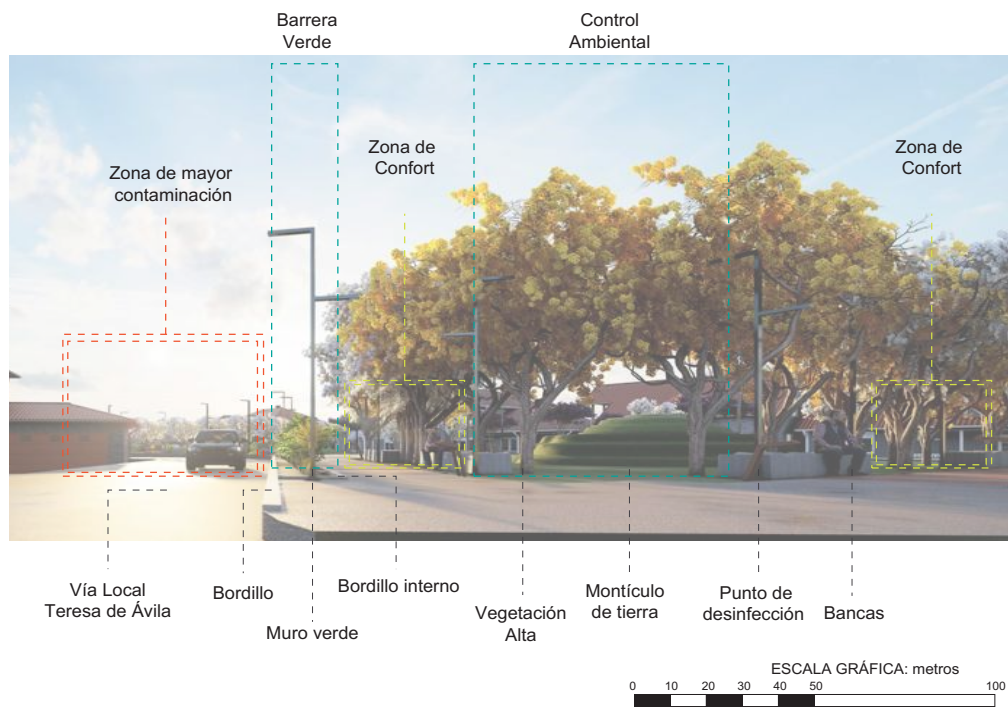 Barrera
Verde
Control
Ambiental
Zona de mayor
contaminación
Zona de
Confort
Zona de
Confort
Vía Local
Teresa de Ávila
Bordillo
Muro verde
Bordillo interno
Vegetación
Alta
Montículo
de tierra
Punto de
desinfección
Bancas
ESCALA GRÁFICA: metros
0 10 20 30 40 50 100